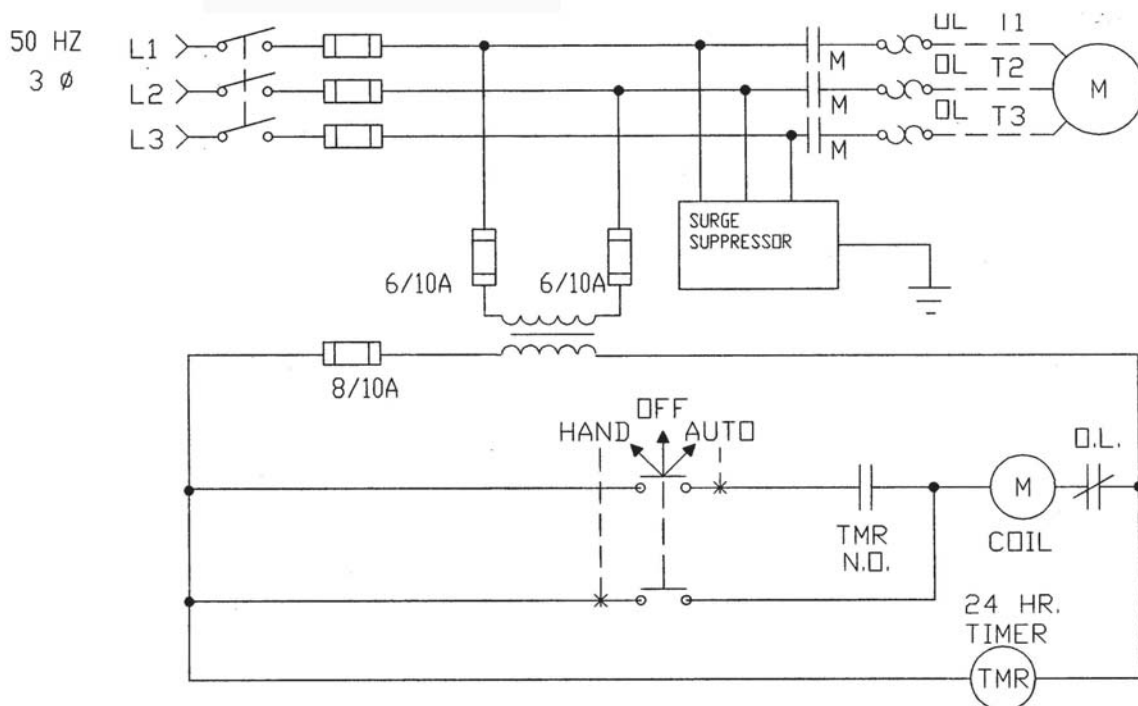 50 HZ
3 ø
L1
L2
L3
OL T1
OL T2
OL T3
M
M
M
M
SURGE
SUPPRESSOR
6/10A
6/10A
8/10A
OFF
HAND
AUTO
O.L.
M
COIL
TMR
N.O.
24 HR.
TIMER
TMR